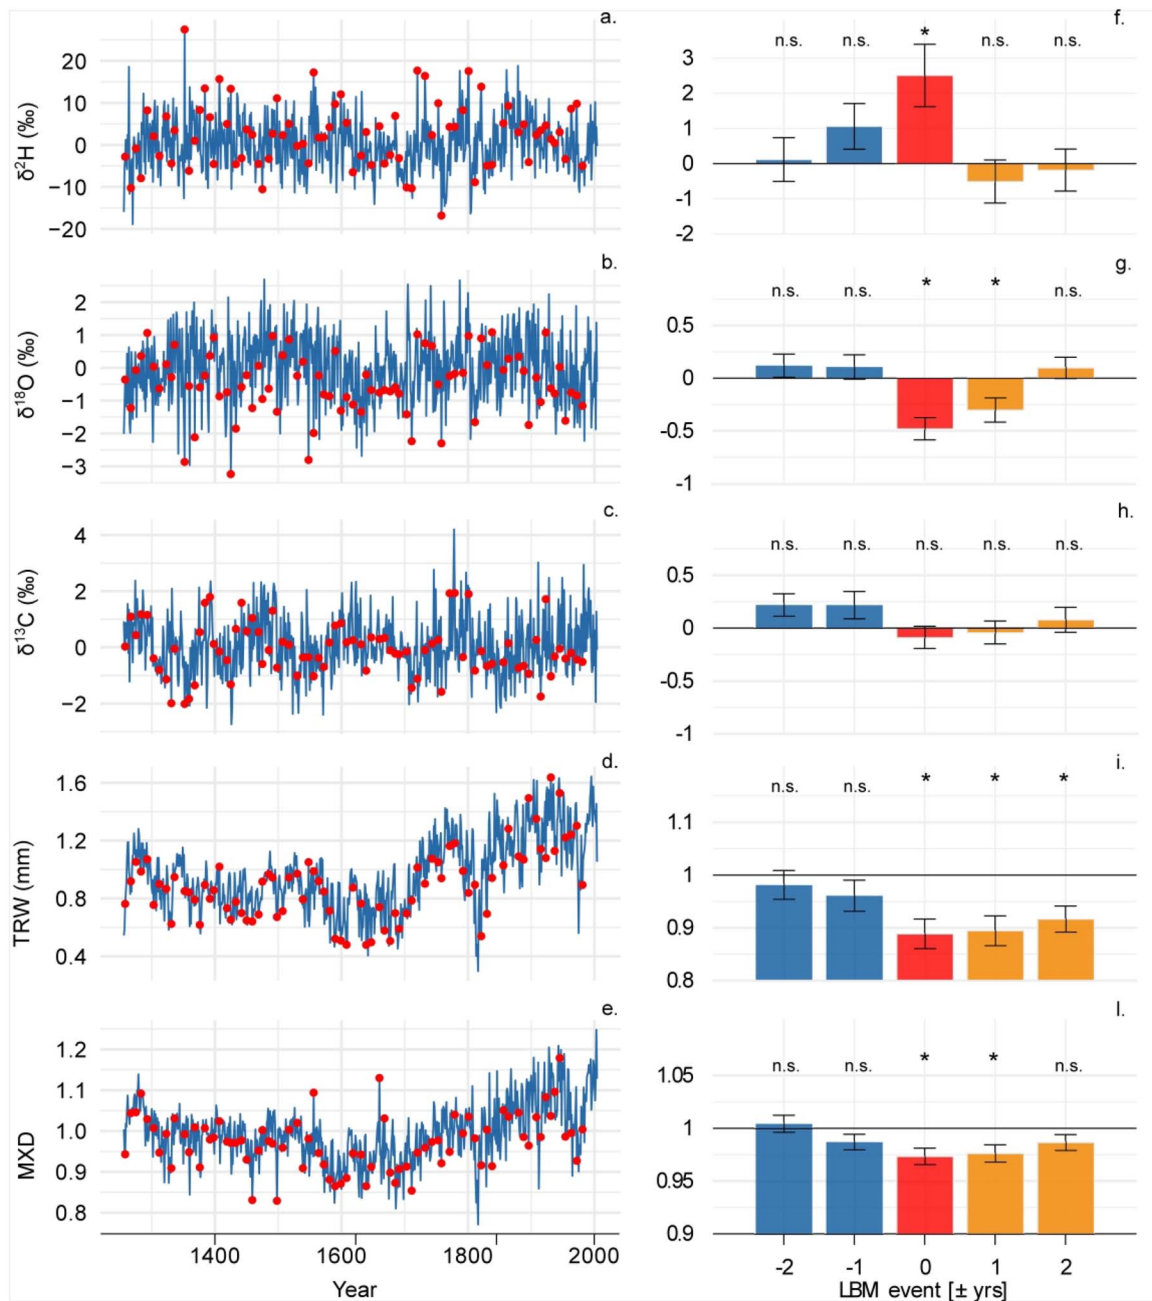 a.
20
10
0
−10
−20
δ²H (‰)
b.
2
1
0
−1
−2
−3
δ¹⁸O (‰)
c.
4
2
0
−2
δ¹³C (‰)
d.
1.6
1.2
0.8
0.4
TRW (mm)
e.
1.2
1.1
1.0
0.9
0.8
MXD
1400 1600 1800 2000
Year
f.
n.s. n.s. * n.s. n.s.
3
2
1
0
-1
-2
g.
n.s. * * n.s.
0.5
0
-0.5
-1
h.
n.s. n.s. n.s. n.s. n.s.
0.5
0
-0.5
-1
i.
n.s. n.s. * * *
1.1
1
0.9
0.8
l.
n.s. n.s. * * n.s.
1.05
1
0.95
0.9
-2 -1 0 1 2
LBM event [± yrs]